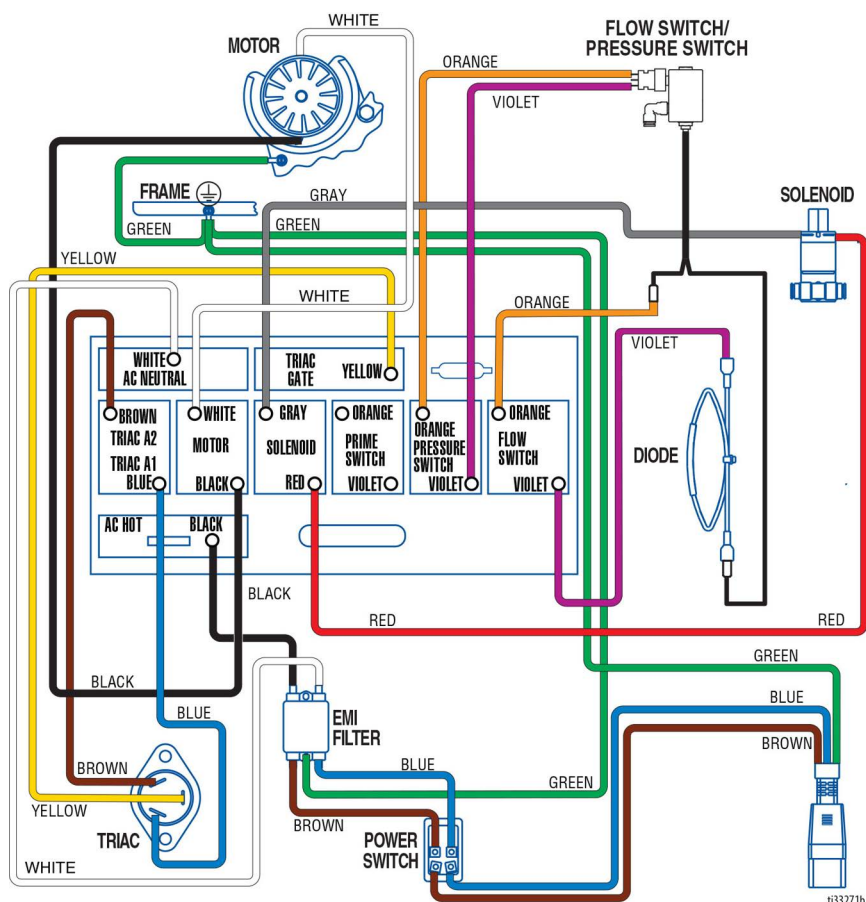 WHITE
MOTOR
FLOW SWITCH/
PRESSURE SWITCH
ORANGE
VIOLET
FRAME
GRAY
SOLENOID
GREEN
GREEN
YELLOW
WHITE
ORANGE
VIOLET
WHITE
AC NEUTRAL
TRIAC
GATE
YELLOW
BROWN
TRIAC A2
TRIAC A1
BLUE
WHITE
MOTOR
BLACK
GRAY
SOLENOID
RED
ORANGE
PRIME
SWITCH
VIOLET
ORANGE
PRESSURE
SWITCH
VIOLET
ORANGE
FLOW
SWITCH
VIOLET
DIODE
AC HOT
BLACK
BLACK
RED
RED
BLACK
GREEN
BLUE
EMI
FILTER
BLUE
BROWN
BLUE
BROWN
GREEN
YELLOW
BROWN
TRIAC
POWER
SWITCH
WHITE
ti33271b